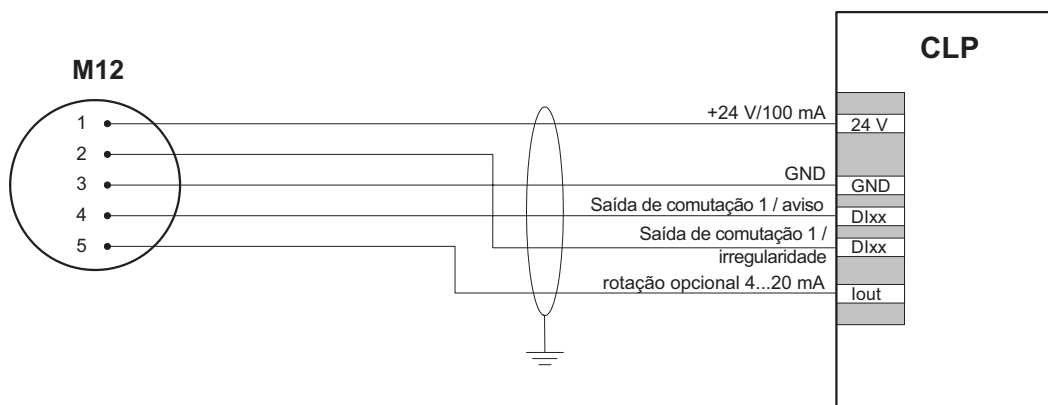 CLP
M12
1
+24 V/100 mA
24 V
2
3
GND
GND
4
Saída de comutação 1 / aviso
DIxx
Saída de comutação 1 /
irregularidade
DIxx
5
rotação opcional 4...20 mA
Iout